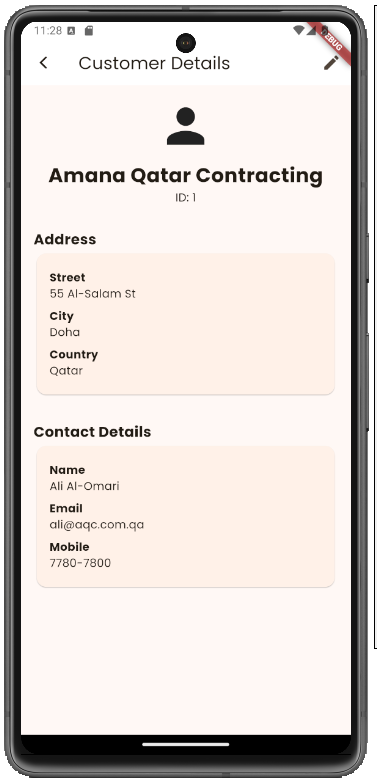 11:28
DEBUG
Customer Details
Amana Qatar Contracting
ID: 1
Address
Street
55 Al-Salam St
City
Doha
Country
Qatar
Contact Details
Name
Ali Al-Omari
Email
ali@aqc.com.qa
Mobile
7780-7800